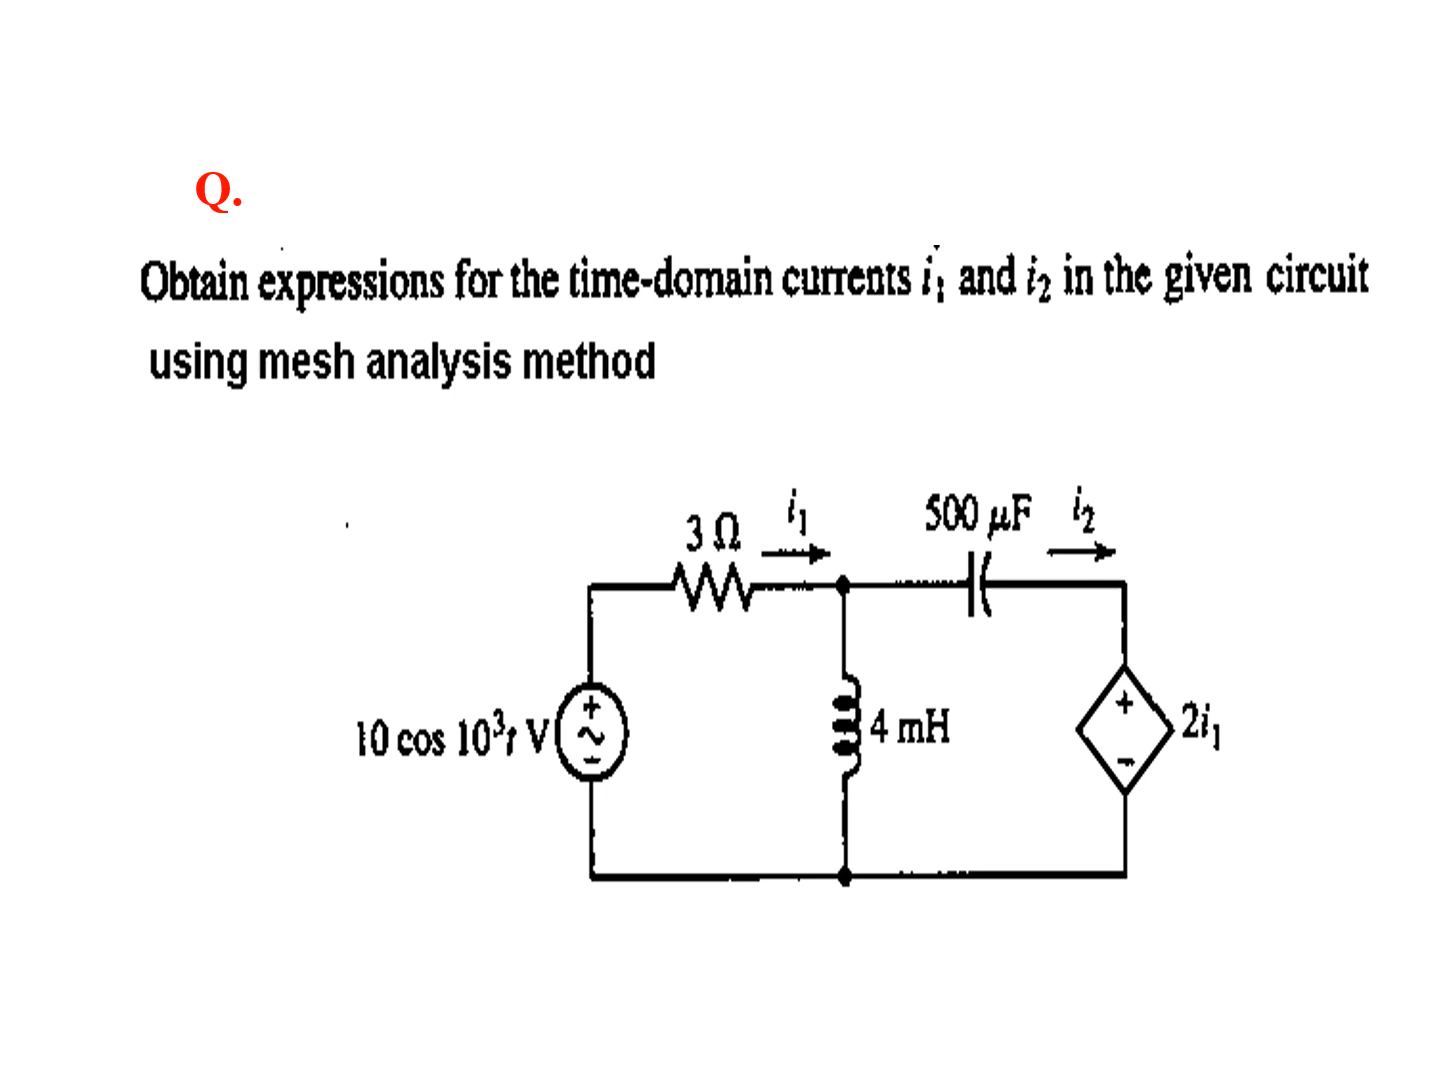 Q.
Obtain expressions for the time-domain currents i₁ and i₂ in the given circuit
using mesh analysis method
3 Ω
i₁
500 μF
i₂
10 cos 10³t V
+
~
-
4 mH
+
-
2i₁